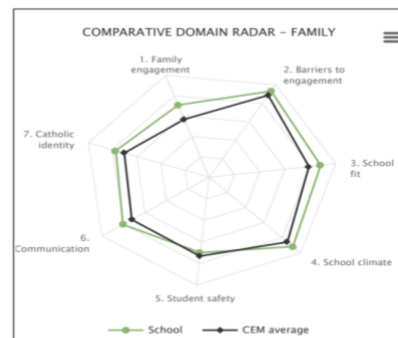 COMPARATIVE DOMAIN RADAR – FAMILY
1. Family
engagement
2. Barriers to
engagement
7. Catholic
identity
3. School
fit
6.
Communication
4. School climate
5. Student safety
School
CEM average